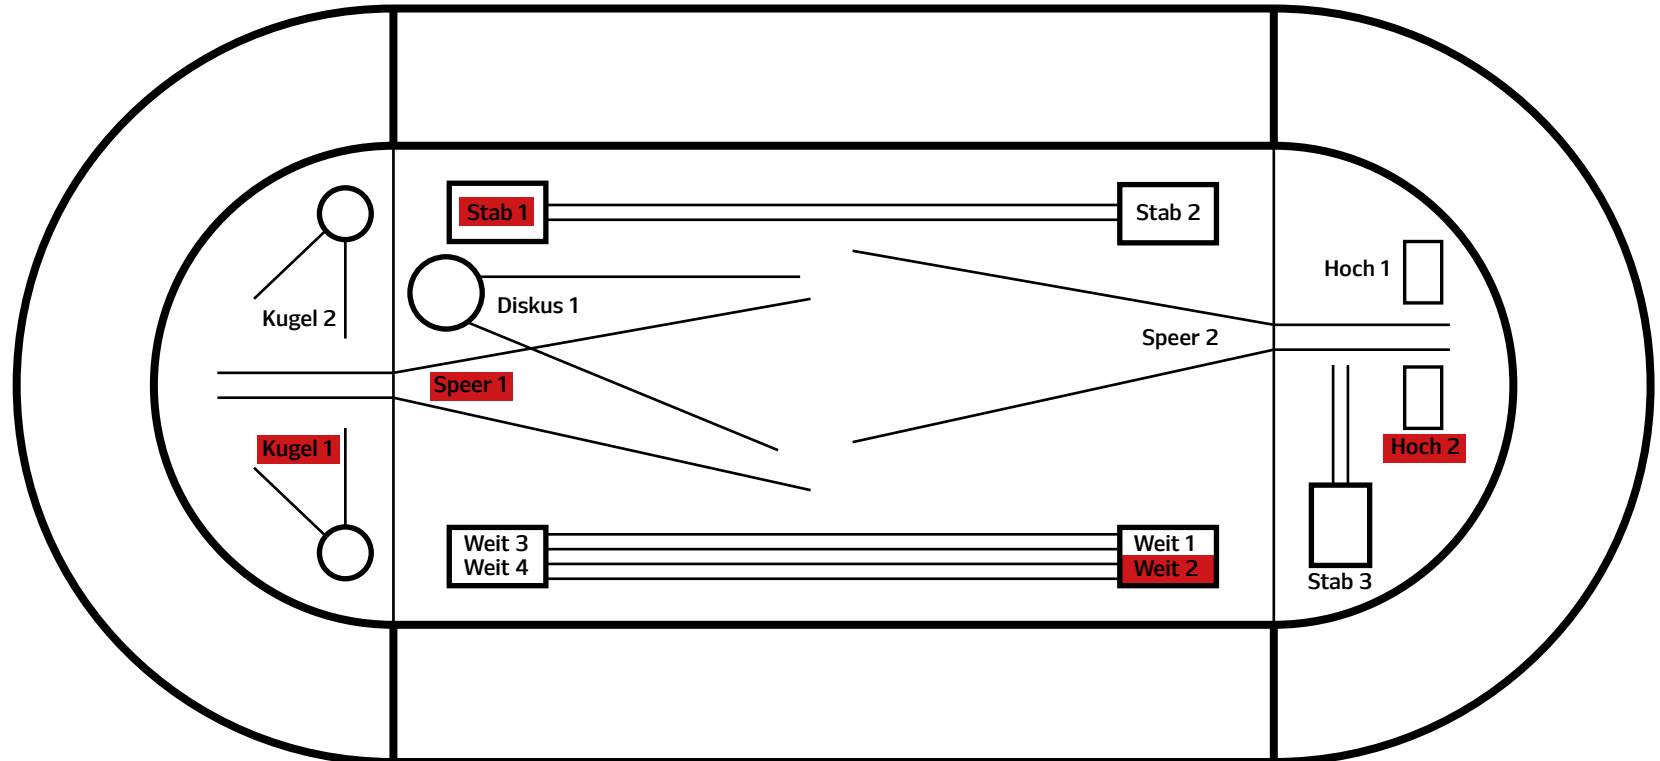 Stab 1
Stab 2
Hoch 1
Diskus 1
Kugel 2
Speer 2
Speer 1
Kugel 1
Hoch 2
Weit 3
Weit 4
Weit 1
Weit 2
Stab 3